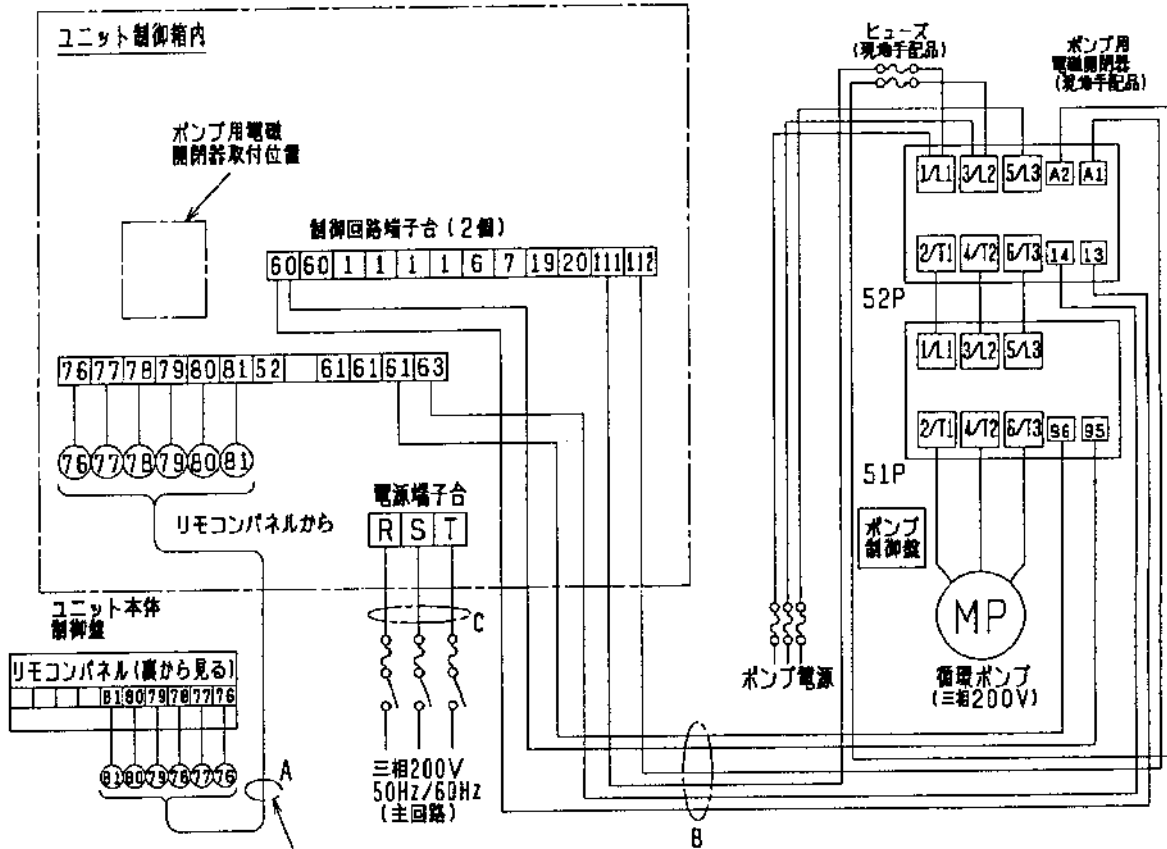 ユニット制御箱内
ヒューズ
(現地手配品)
ポンプ用
電磁開閉器
(現地手配品)
ポンプ用電磁
開閉器取付位置
1/L1 3/L2 5/L3 A2 A1
制御回路端子台(2個)
60 60 1 1 1 1 6 7 19 20 111 112
2/T1 4/T2 6/T3 14 13
52P
1/L1 3/L2 5/L3
76 77 78 79 80 81 52 61 61 61 63
2/T1 4/T2 6/T3 96 95
76 77 78 79 80 81
51P
電源端子台
リモコンパネルから
R S T
ポンプ
制御盤
C
MP
ユニット本体
制御盤
リモコンパネル(裏から見る)
81 80 79 78 77 76
ポンプ電源
循環ポンプ
(三相200V)
81 80 79 78 77 76
A
三相200V
50Hz/60Hz
(主回路)
B